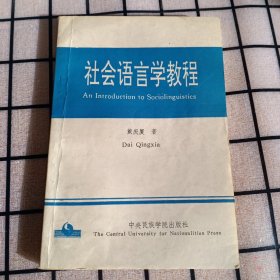 社会语言学教程
An Introduction to Sociolinguistics
戴庆厦 著
Dai Qingxia
中央民族学院出版社
The Central University for Nationalities Press